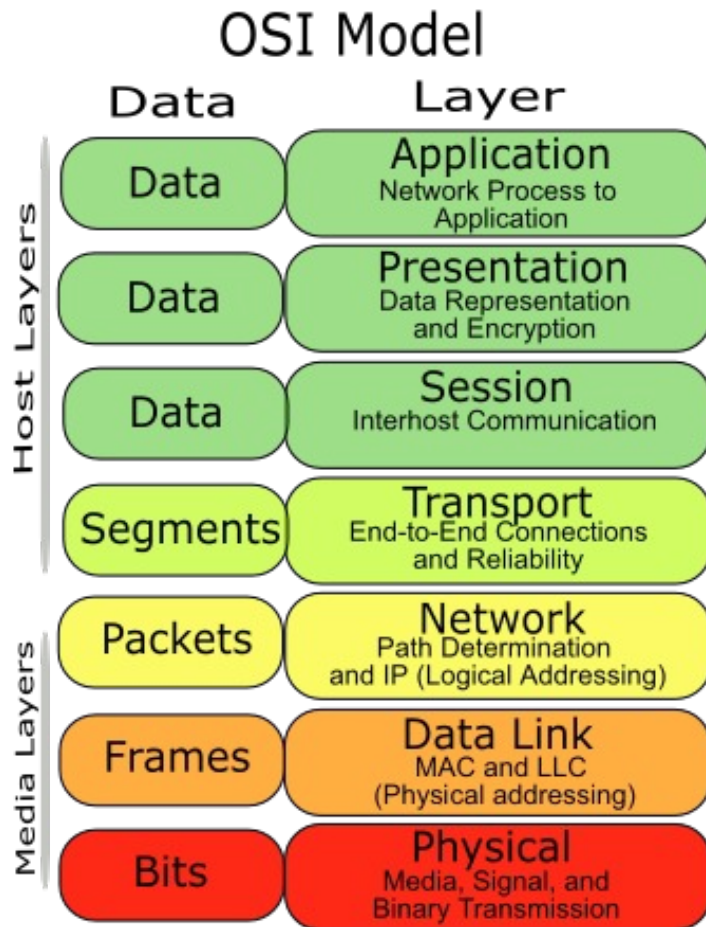 OSI Model
Data Layer
Host Layers
Data
Application
Network Process to
Application
Data
Presentation
Data Representation
and Encryption
Data
Session
Interhost Communication
Segments
Transport
End-to-End Connections
and Reliability
Media Layers
Packets
Network
Path Determination
and IP (Logical Addressing)
Frames
Data Link
MAC and LLC
(Physical addressing)
Bits
Physical
Media, Signal, and
Binary Transmission